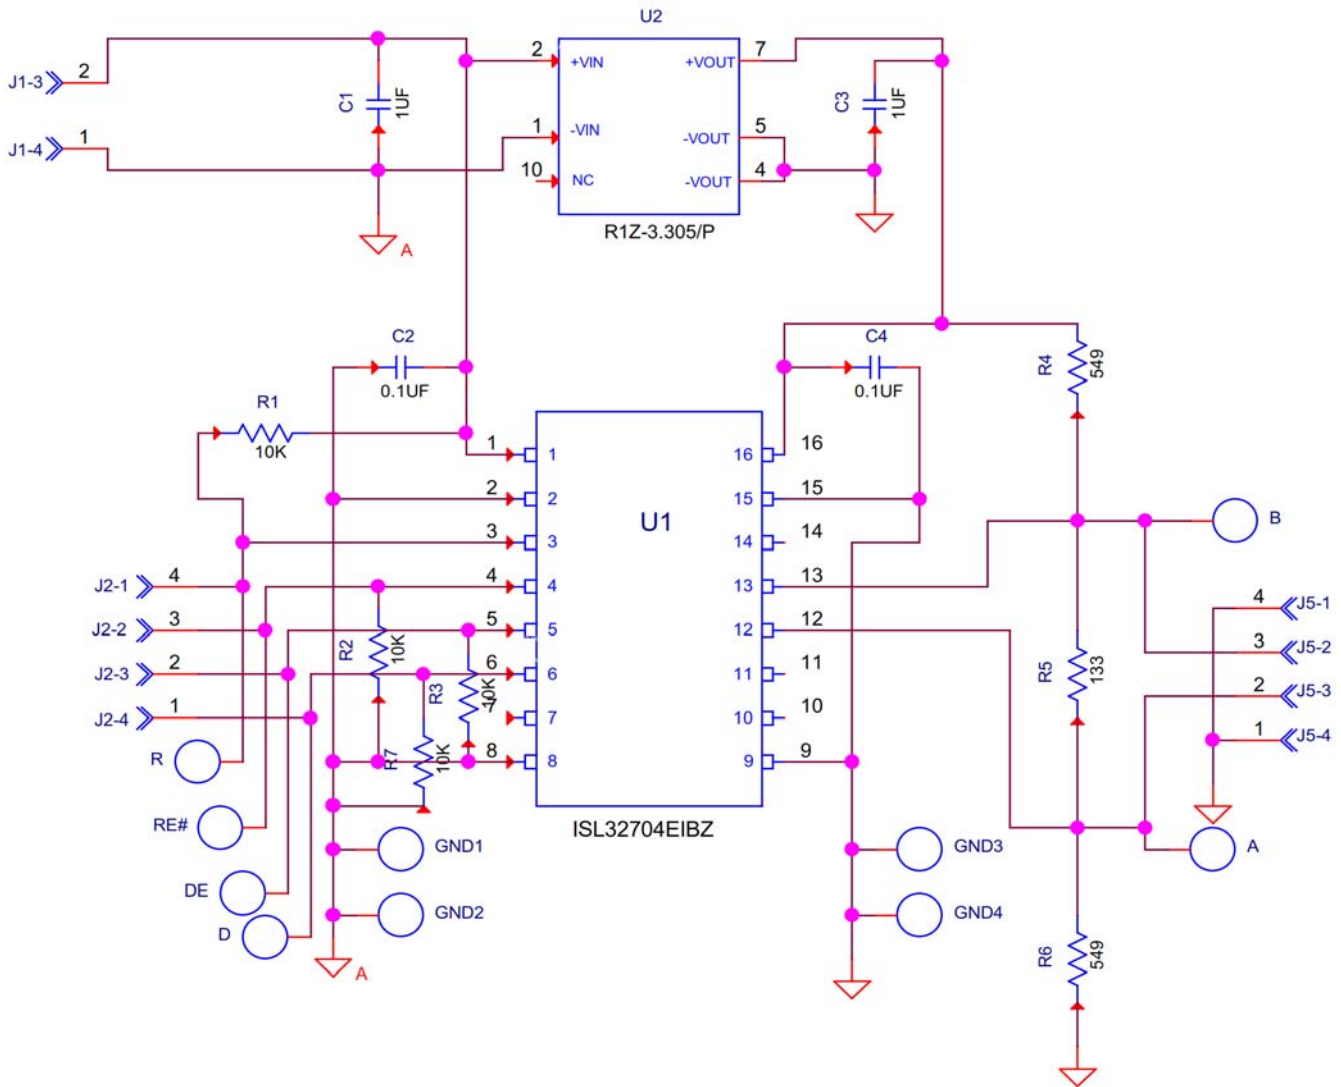 U2
J1-3 2
J1-4 1
C1 1UF
A
2 +VIN +VOUT 7
1 -VIN -VOUT 5
10 NC -VOUT 4
R1Z-3.305/P
C3 1UF
C2
0.1UF
C4
0.1UF
R4 549
R1
10K
1 1 16 16
2 2 15 15
U1
3 3 14 14
4 4 13 13
5 5 12 12
6 6 11 11
7 7 10 10
8 8 9 9
ISL32704EIBZ
B
J2-1 4
J2-2 3
J2-3 2
J2-4 1
R2 10K
R3 10K
R7 10K
R5 133
4 J5-1
3 J5-2
2 J5-3
1 J5-4
R
RE#
DE
D
GND1
GND2
A
GND3
GND4
A
R6 549